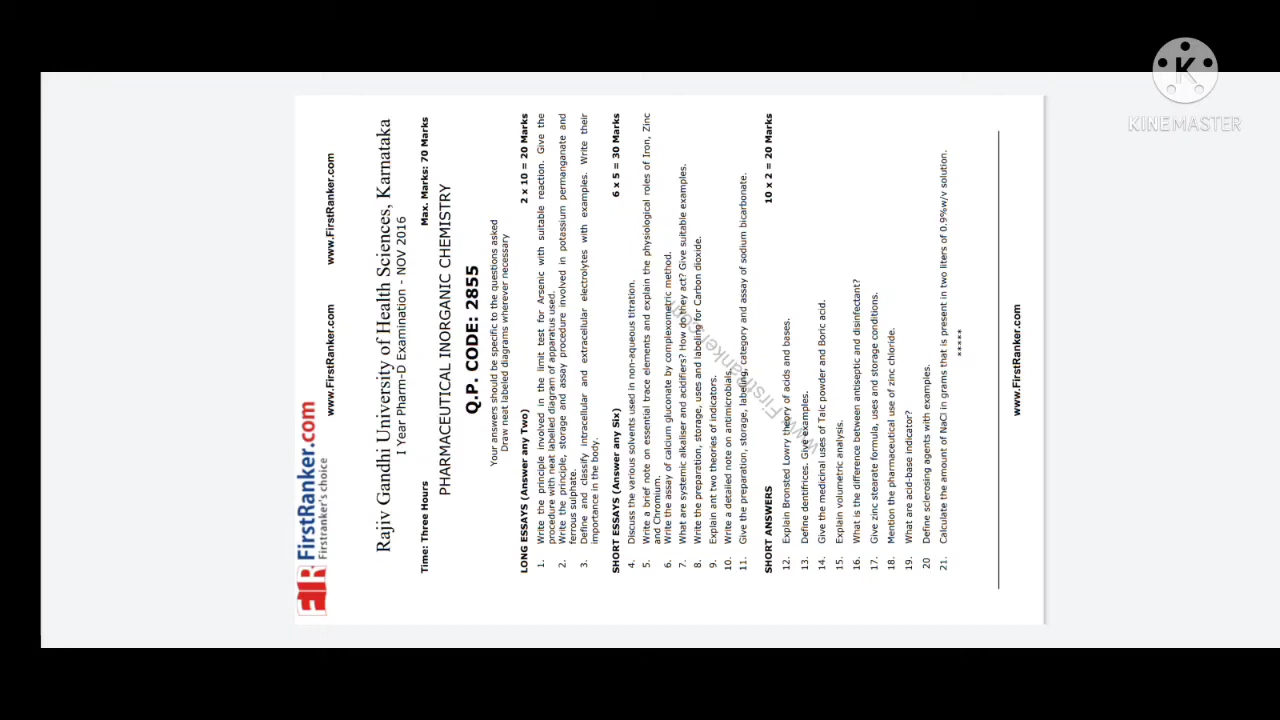 FirstRanker.com
Firstranker's choice
www.FirstRanker.com www.FirstRanker.com
Rajiv Gandhi University of Health Sciences, Karnataka
I Year Pharm-D Examination - NOV 2016
Time: Three Hours Max. Marks: 70 Marks
PHARMACEUTICAL INORGANIC CHEMISTRY
Q.P. CODE: 2855
Your answers should be specific to the questions asked
Draw neat labeled diagrams wherever necessary
LONG ESSAYS (Answer any Two) 2 x 10 = 20 Marks
1. Write the principle involved in the limit test for Arsenic with suitable reaction. Give the
procedure with neat labelled diagram of apparatus used.
2. Write the principle, storage and assay procedure involved in potassium permanganate and
ferrous sulphate.
3. Define and classify intracellular and extracellular electrolytes with examples. Write their
importance in the body.
SHORT ESSAYS (Answer any Six) 6 x 5 = 30 Marks
4. Discuss the various solvents used in non-aqueous titration.
5. Write a brief note on essential trace elements and explain the physiological roles of Iron, Zinc
and Chromium.
6. Write the assay of calcium gluconate by complexometric method.
7. What are systemic alkaliser and acidifiers? How do they act? Give suitable examples.
8. Write the preparation, storage, uses and labeling for Carbon dioxide.
9. Explain ant two theories of indicators.
10. Write a detailed note on antimicrobials.
11. Give the preparation, storage, labeling, category and assay of sodium bicarbonate.
SHORT ANSWERS 10 x 2 = 20 Marks
12. Explain Bronsted Lowry theory of acids and bases.
13. Define dentifrices. Give examples.
14. Give the medicinal uses of Talc powder and Boric acid.
15. Explain volumetric analysis.
16. What is the difference between antiseptic and disinfectant?
17. Give zinc stearate formula, uses and storage conditions.
18. Mention the pharmaceutical use of zinc chloride.
19. What are acid-base indicator?
20 Define sclerosing agents with examples.
21. Calculate the amount of NaCl in grams that is present in two liters of 0.9%w/v solution.
*****
www.FirstRanker.com
www.FirstRanker.com
K
KINEMASTER